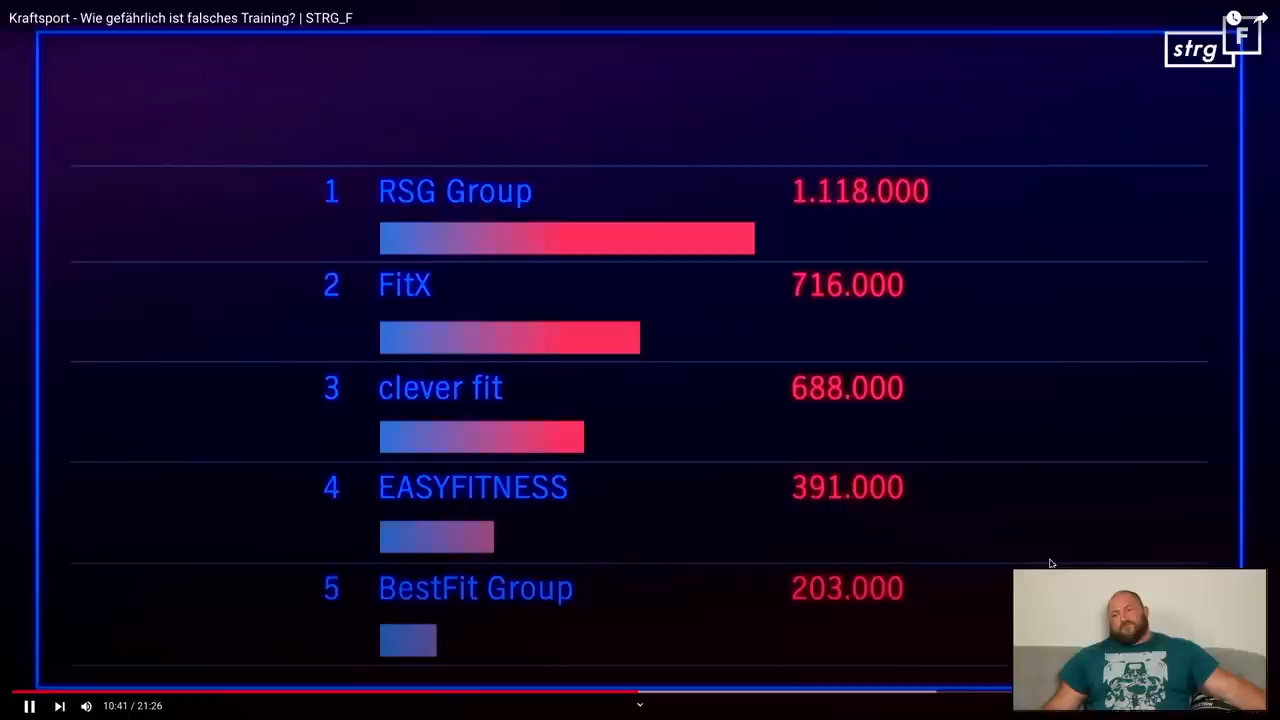 Kraftsport - Wie gefährlich ist falsches Training? | STRG_F
strg F
1 RSG Group 1.118.000
2 FitX 716.000
3 clever fit 688.000
4 EASYFITNESS 391.000
5 BestFit Group 203.000
10:41 / 21:26